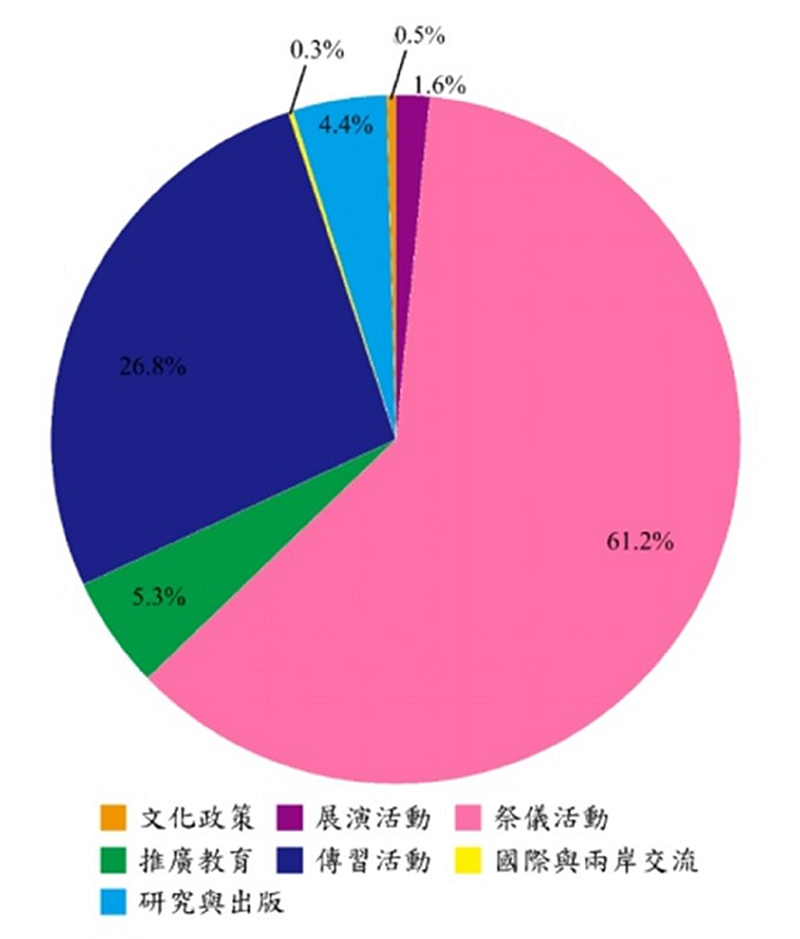 0.3%
0.5%
1.6%
4.4%
26.8%
61.2%
5.3%
文化政策 展演活動 祭儀活動
推廣教育 傳習活動 國際與兩岸交流
研究與出版